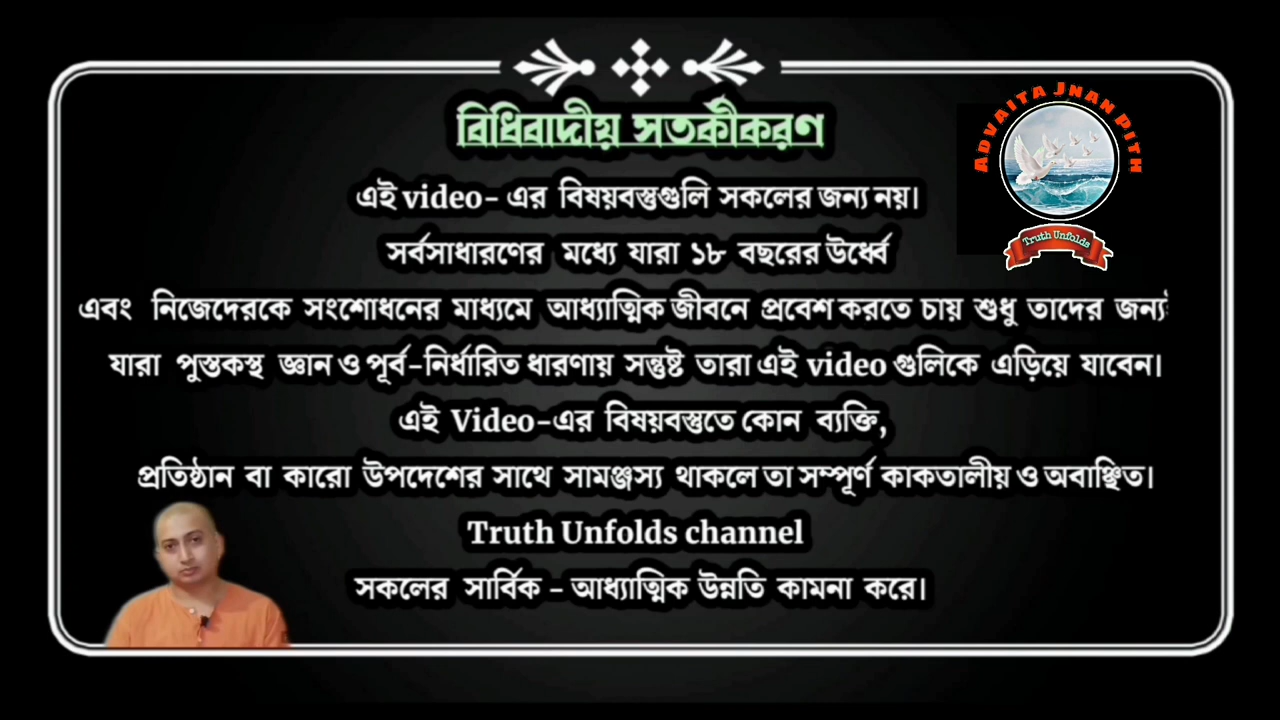 বিধিবাদীয় সতর্কীকরণ
ADVAITA JNAN PITH
Truth Unfolds
এই video- এর বিষয়বস্তুগুলি সকলের জন্য নয়।
সর্বসাধারণের মধ্যে যারা ১৮ বছরের উর্ধ্বে
এবং নিজেদেরকে সংশোধনের মাধ্যমে আধ্যাত্মিক জীবনে প্রবেশ করতে চায় শুধু তাদের জন্যই
যারা পুস্তকস্থ জ্ঞান ও পূর্ব-নির্ধারিত ধারণায় সন্তুষ্ট তারা এই video গুলিকে এড়িয়ে যাবেন।
এই Video-এর বিষয়বস্তুতে কোন ব্যক্তি,
প্রতিষ্ঠান বা কারো উপদেশের সাথে সামঞ্জস্য থাকলে তা সম্পূর্ণ কাকতালীয় ও অবাঞ্ছিত।
Truth Unfolds channel
সকলের সার্বিক - আধ্যাত্মিক উন্নতি কামনা করে।